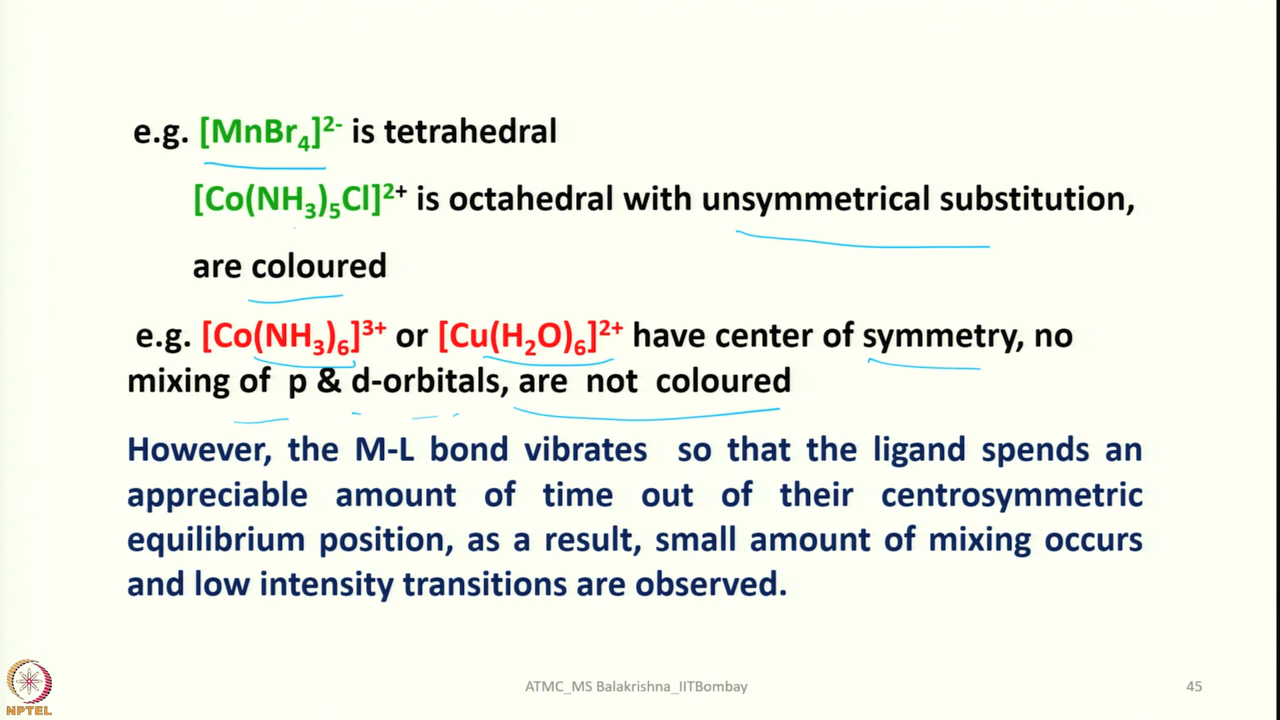 e.g. [MnBr₄]²⁻ is tetrahedral
[Co(NH₃)₅Cl]²⁺ is octahedral with unsymmetrical substitution,
are coloured
e.g. [Co(NH₃)₆]³⁺ or [Cu(H₂O)₆]²⁺ have center of symmetry, no
mixing of p & d-orbitals, are not coloured
However, the M-L bond vibrates so that the ligand spends an
appreciable amount of time out of their centrosymmetric
equilibrium position, as a result, small amount of mixing occurs
and low intensity transitions are observed.
NPTEL
ATMC_MS Balakrishna_IITBombay
45